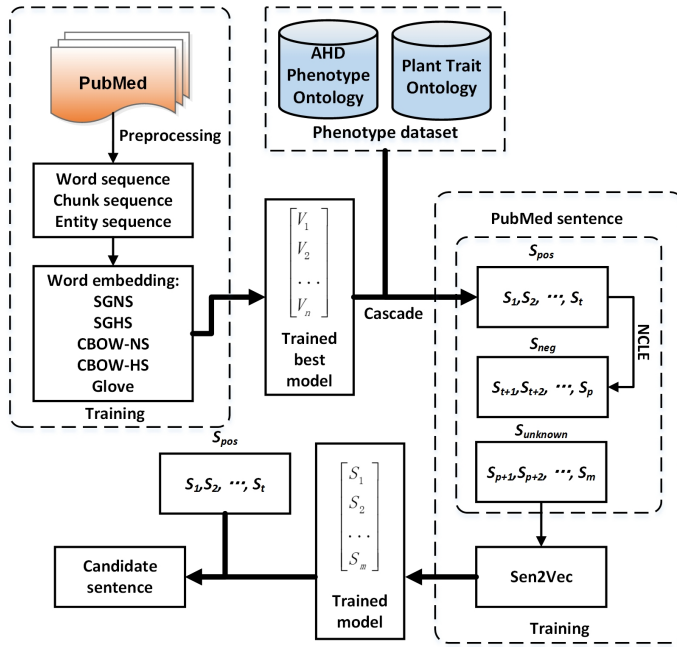 PubMed
Preprocessing
Word sequence
Chunk sequence
Entity sequence
Word embedding:
SGNS
SGHS
CBOW-NS
CBOW-HS
Glove
Training
AHD
Phenotype
Ontology
Plant Trait
Ontology
Phenotype dataset
V1
V2
...
Vn
Trained
best
model
Cascade
PubMed sentence
Spos
S1,S2, ···, St
NCLE
Sneg
St+1,St+2, ···, Sp
Sunknown
Sp+1,Sp+2, ···, Sm
Sen2Vec
Training
S1
S2
...
Sm
Trained
model
Spos
S1,S2, ···, St
Candidate
sentence